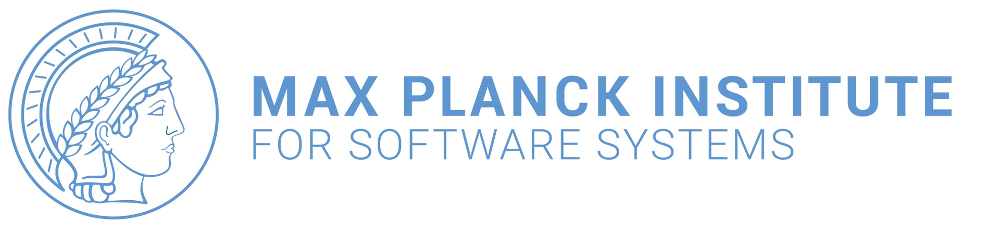 MAX PLANCK INSTITUTE
FOR SOFTWARE SYSTEMS